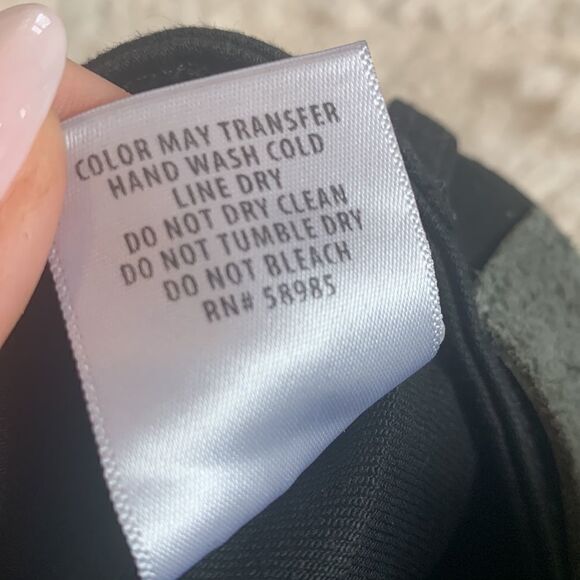 COLOR MAY TRANSFER
HAND WASH COLD
LINE DRY
DO NOT DRY CLEAN
DO NOT TUMBLE DRY
DO NOT BLEACH
RN# 58985